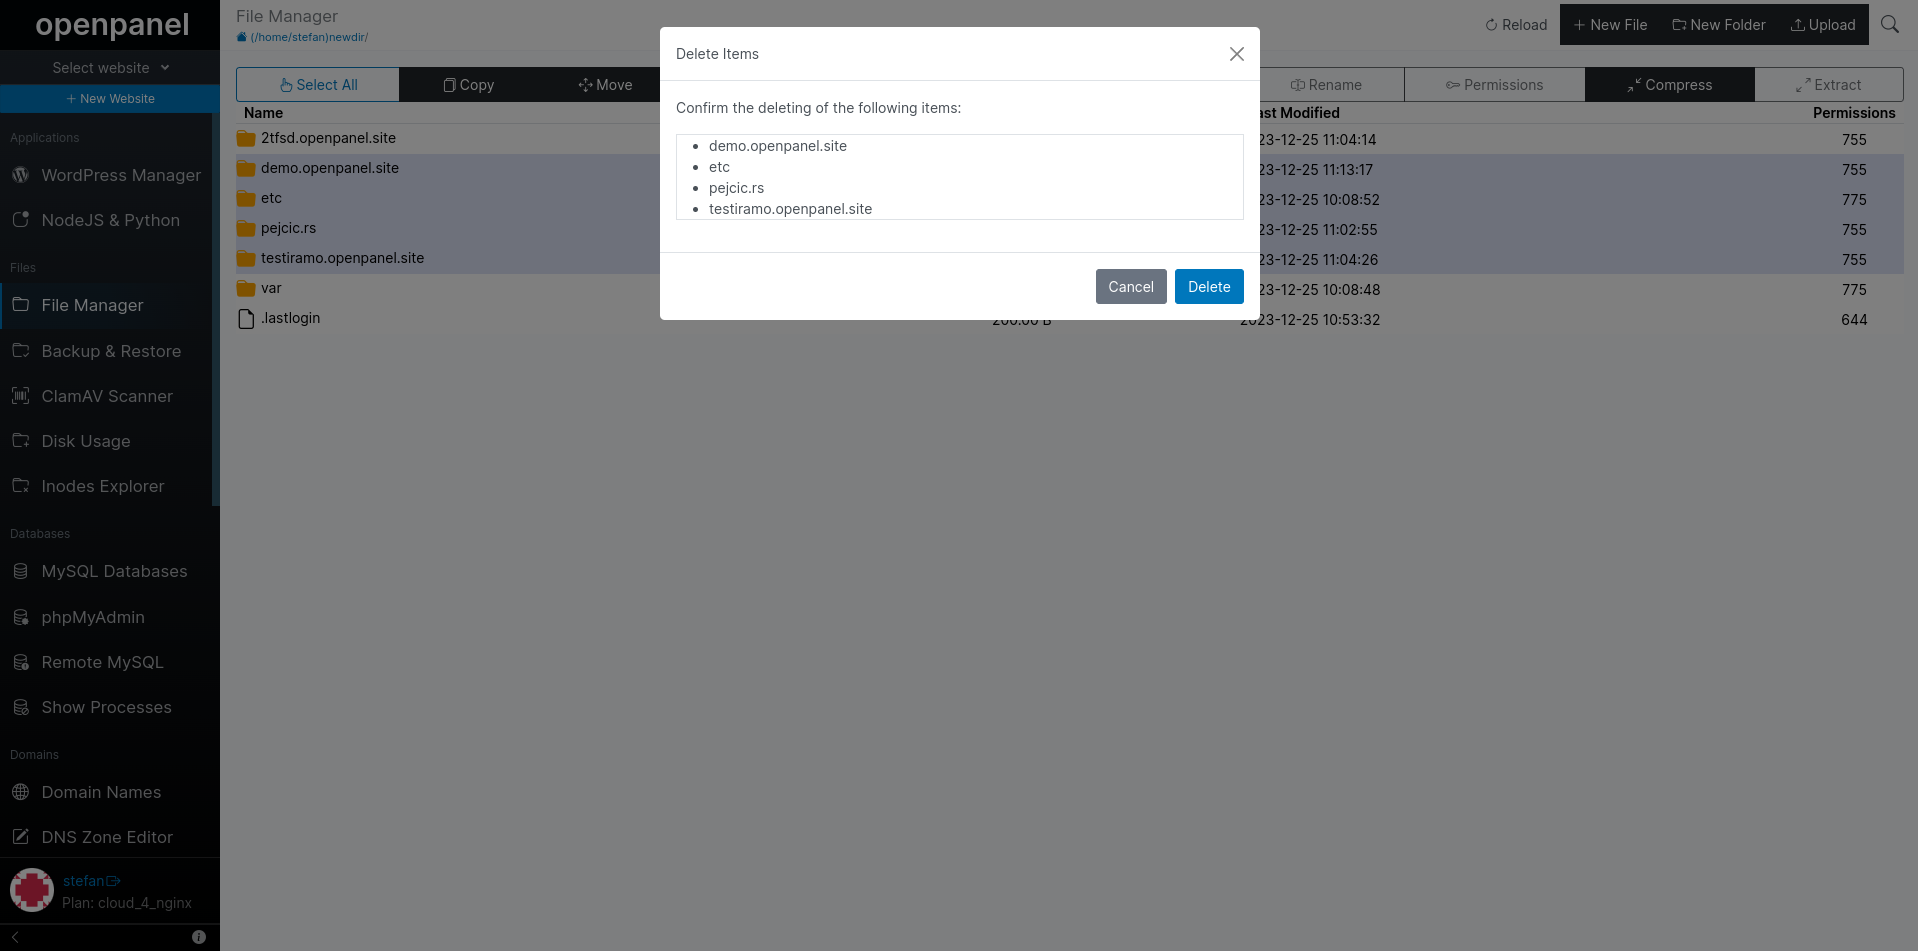 openpanel
Select website
+ New Website
Applications
WordPress Manager
NodeJS & Python
Files
File Manager
Backup & Restore
ClamAV Scanner
Disk Usage
Inodes Explorer
Databases
MySQL Databases
phpMyAdmin
Remote MySQL
Show Processes
Domains
Domain Names
DNS Zone Editor
stefan
Plan: cloud_4_nginx
File Manager
(/home/stefan)newdir/
Reload + New File New Folder Upload
Select All Copy Move Rename Permissions Compress Extract
Name Modified Permissions
2tfsd.openpanel.site 23-12-25 11:04:14 755
demo.openpanel.site 23-12-25 11:13:17 755
etc 23-12-25 10:08:52 775
pejcic.rs 23-12-25 11:02:55 755
testiramo.openpanel.site 23-12-25 11:04:26 755
var 23-12-25 10:08:48 775
.lastlogin 200.00 B 2023-12-25 10:53:32 644
Delete Items
Confirm the deleting of the following items:
• demo.openpanel.site
• etc
• pejcic.rs
• testiramo.openpanel.site
Cancel Delete